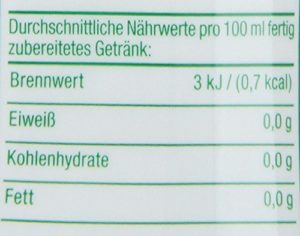 Durchschnittliche Nährwerte pro 100 ml fertig
zubereitetes Getränk:
Brennwert 3 kJ / (0,7 kcal)
Eiweiß 0,0 g
Kohlenhydrate 0,0 g
Fett 0,0 g